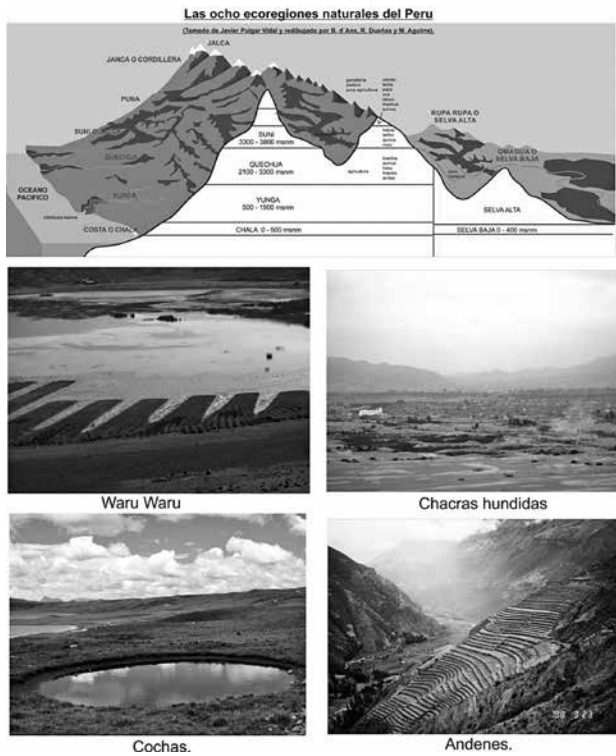 Las ocho ecoregiones naturales del Peru
(Tomado de Javier Pulgar Vidal y redibujado por B. d'Ans, R. Dueñas y M. Aguirre).
JALCA
JANCA O CORDILLERA
PUNA
SUNI O
QUECHUA
YUNGA
OCEANO
PACIFICO
COSTA O CHALA
SUNI
3300 - 3800 msnm
QUECHUA
2100 - 3300 msnm
YUNGA
500 - 1500 msnm
CHALA 0 - 500 msnm
agricultura
RUPA RUPA O
SELVA ALTA
OMAGUA O
SELVA BAJA
SELVA ALTA
SELVA BAJA 0 - 400 msnm
Waru Waru
Chacras hundidas
Cochas.
Andenes.